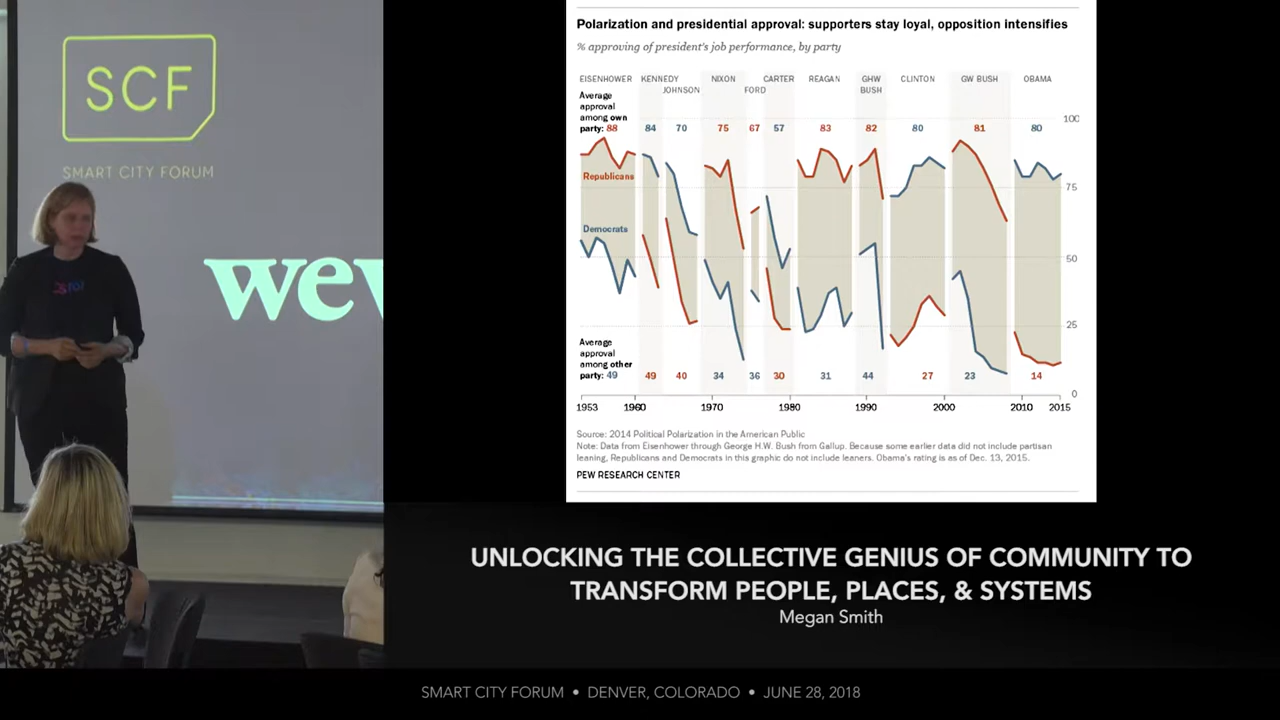 SCF
SMART CITY FORUM
wev
Polarization and presidential approval: supporters stay loyal, opposition intensifies
% approving of president's job performance, by party
EISENHOWER KENNEDY NIXON CARTER REAGAN GHW CLINTON GW BUSH OBAMA
JOHNSON FORD BUSH
Average
approval
among own
party: 88 84 70 75 67 57 83 82 80 81 80
100
Republicans
75
Democrats
50
25
Average
approval
among other
party: 49 49 40 34 36 30 31 44 27 23 14
0
1953 1960 1970 1980 1990 2000 2010 2015
Source: 2014 Political Polarization in the American Public
Note: Data from Eisenhower through George H.W. Bush from Gallup. Because some earlier data did not include partisan
leaning, Republicans and Democrats in this graphic do not include leaners. Obama's rating is as of Dec. 13, 2015.
PEW RESEARCH CENTER
UNLOCKING THE COLLECTIVE GENIUS OF COMMUNITY TO
TRANSFORM PEOPLE, PLACES, & SYSTEMS
Megan Smith
SMART CITY FORUM • DENVER, COLORADO • JUNE 28, 2018